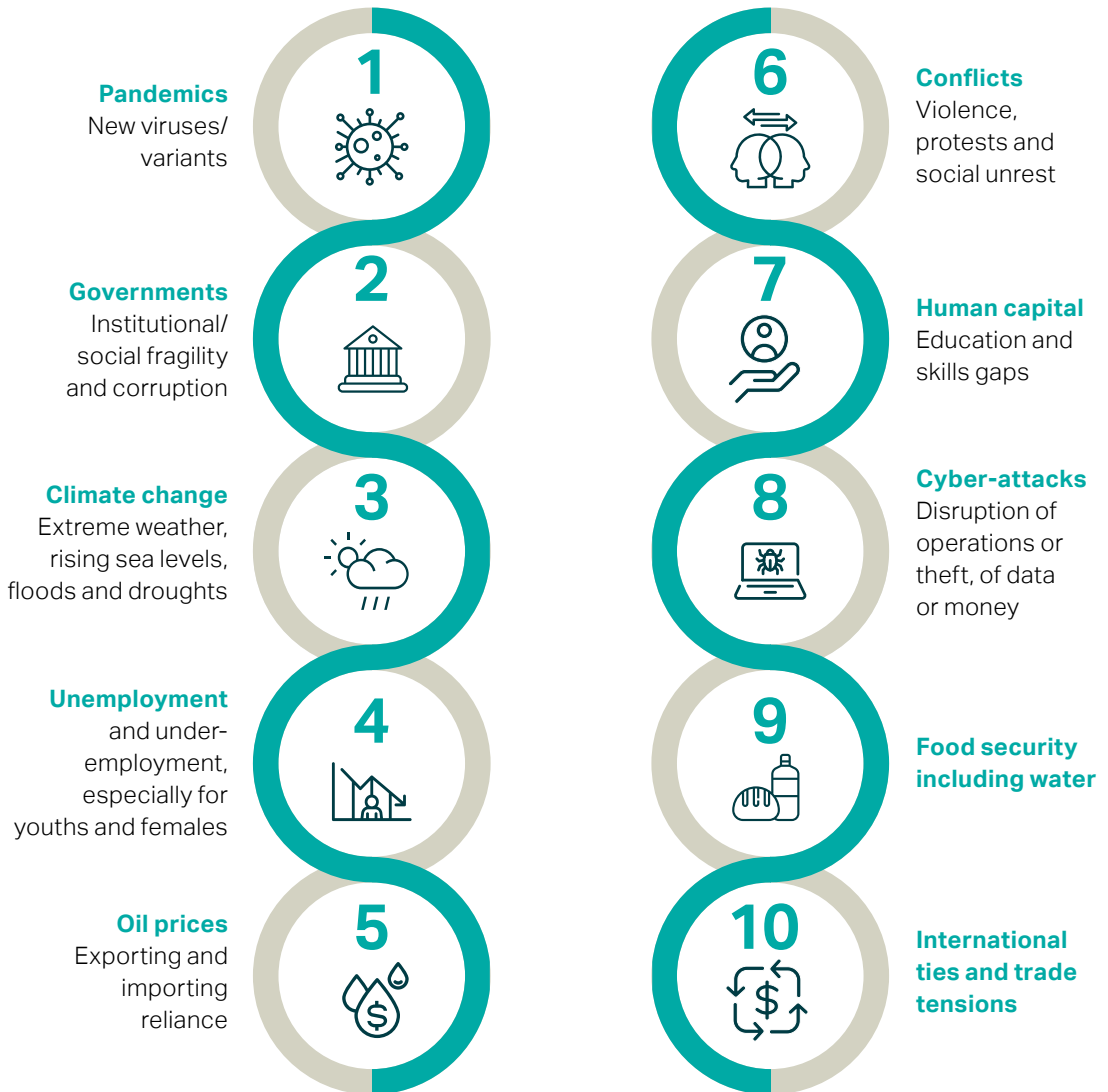 1
Pandemics
New viruses/
variants
2
Governments
Institutional/
social fragility
and corruption
3
Climate change
Extreme weather,
rising sea levels,
floods and droughts
4
Unemployment
and under-
employment,
especially for
youths and females
5
Oil prices
Exporting and
importing
reliance
$
6
Conflicts
Violence,
protests and
social unrest
7
Human capital
Education and
skills gaps
8
Cyber-attacks
Disruption of
operations or
theft, of data
or money
9
Food security
including water
10
International
ties and trade
tensions
$